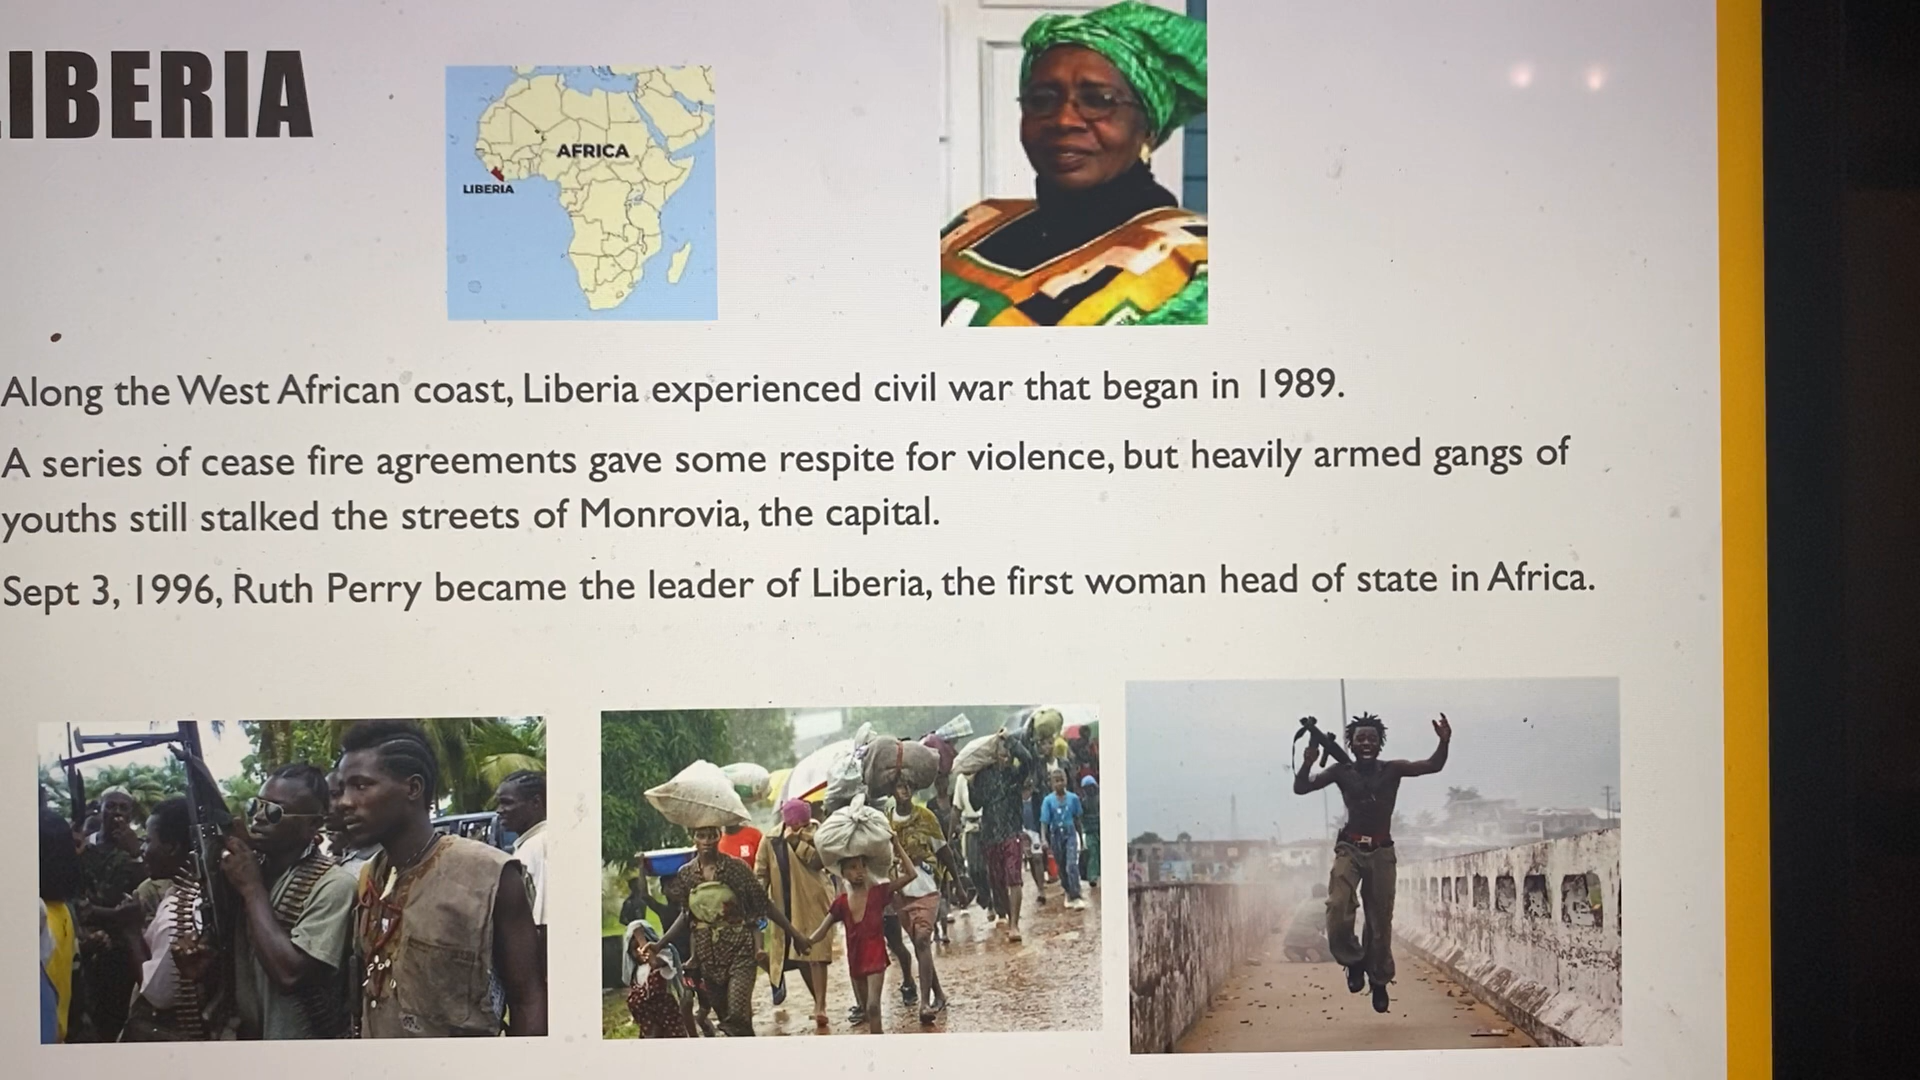 IBERIA
AFRICA
LIBERIA
Along the West African coast, Liberia experienced civil war that began in 1989.
A series of cease fire agreements gave some respite for violence, but heavily armed gangs of
youths still stalked the streets of Monrovia, the capital.
Sept 3, 1996, Ruth Perry became the leader of Liberia, the first woman head of state in Africa.